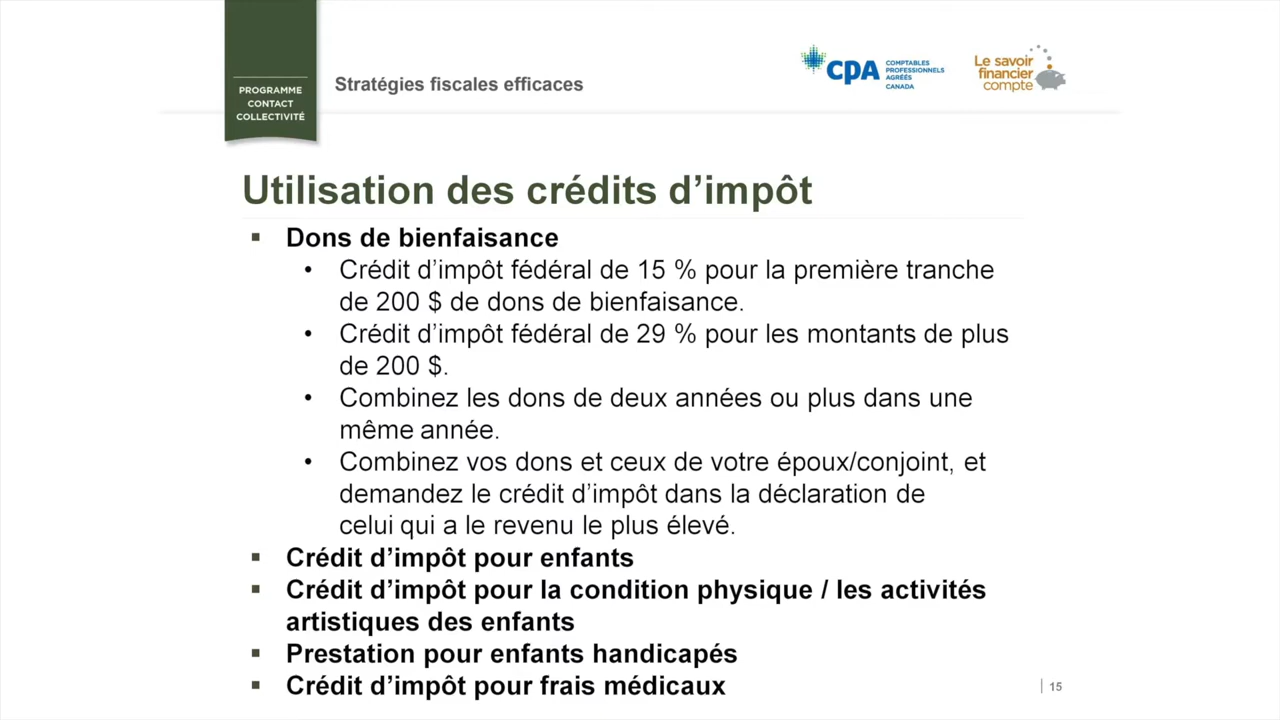 PROGRAMME
CONTACT
COLLECTIVITÉ
Stratégies fiscales efficaces
CPA
COMPTABLES
PROFESSIONNELS
AGRÉÉS
CANADA
Le savoir
financier
compte
Utilisation des crédits d’impôt
▪ Dons de bienfaisance
• Crédit d’impôt fédéral de 15 % pour la première tranche
de 200 $ de dons de bienfaisance.
• Crédit d’impôt fédéral de 29 % pour les montants de plus
de 200 $.
• Combinez les dons de deux années ou plus dans une
même année.
• Combinez vos dons et ceux de votre époux/conjoint, et
demandez le crédit d’impôt dans la déclaration de
celui qui a le revenu le plus élevé.
▪ Crédit d’impôt pour enfants
▪ Crédit d’impôt pour la condition physique / les activités
artistiques des enfants
▪ Prestation pour enfants handicapés
▪ Crédit d’impôt pour frais médicaux
15